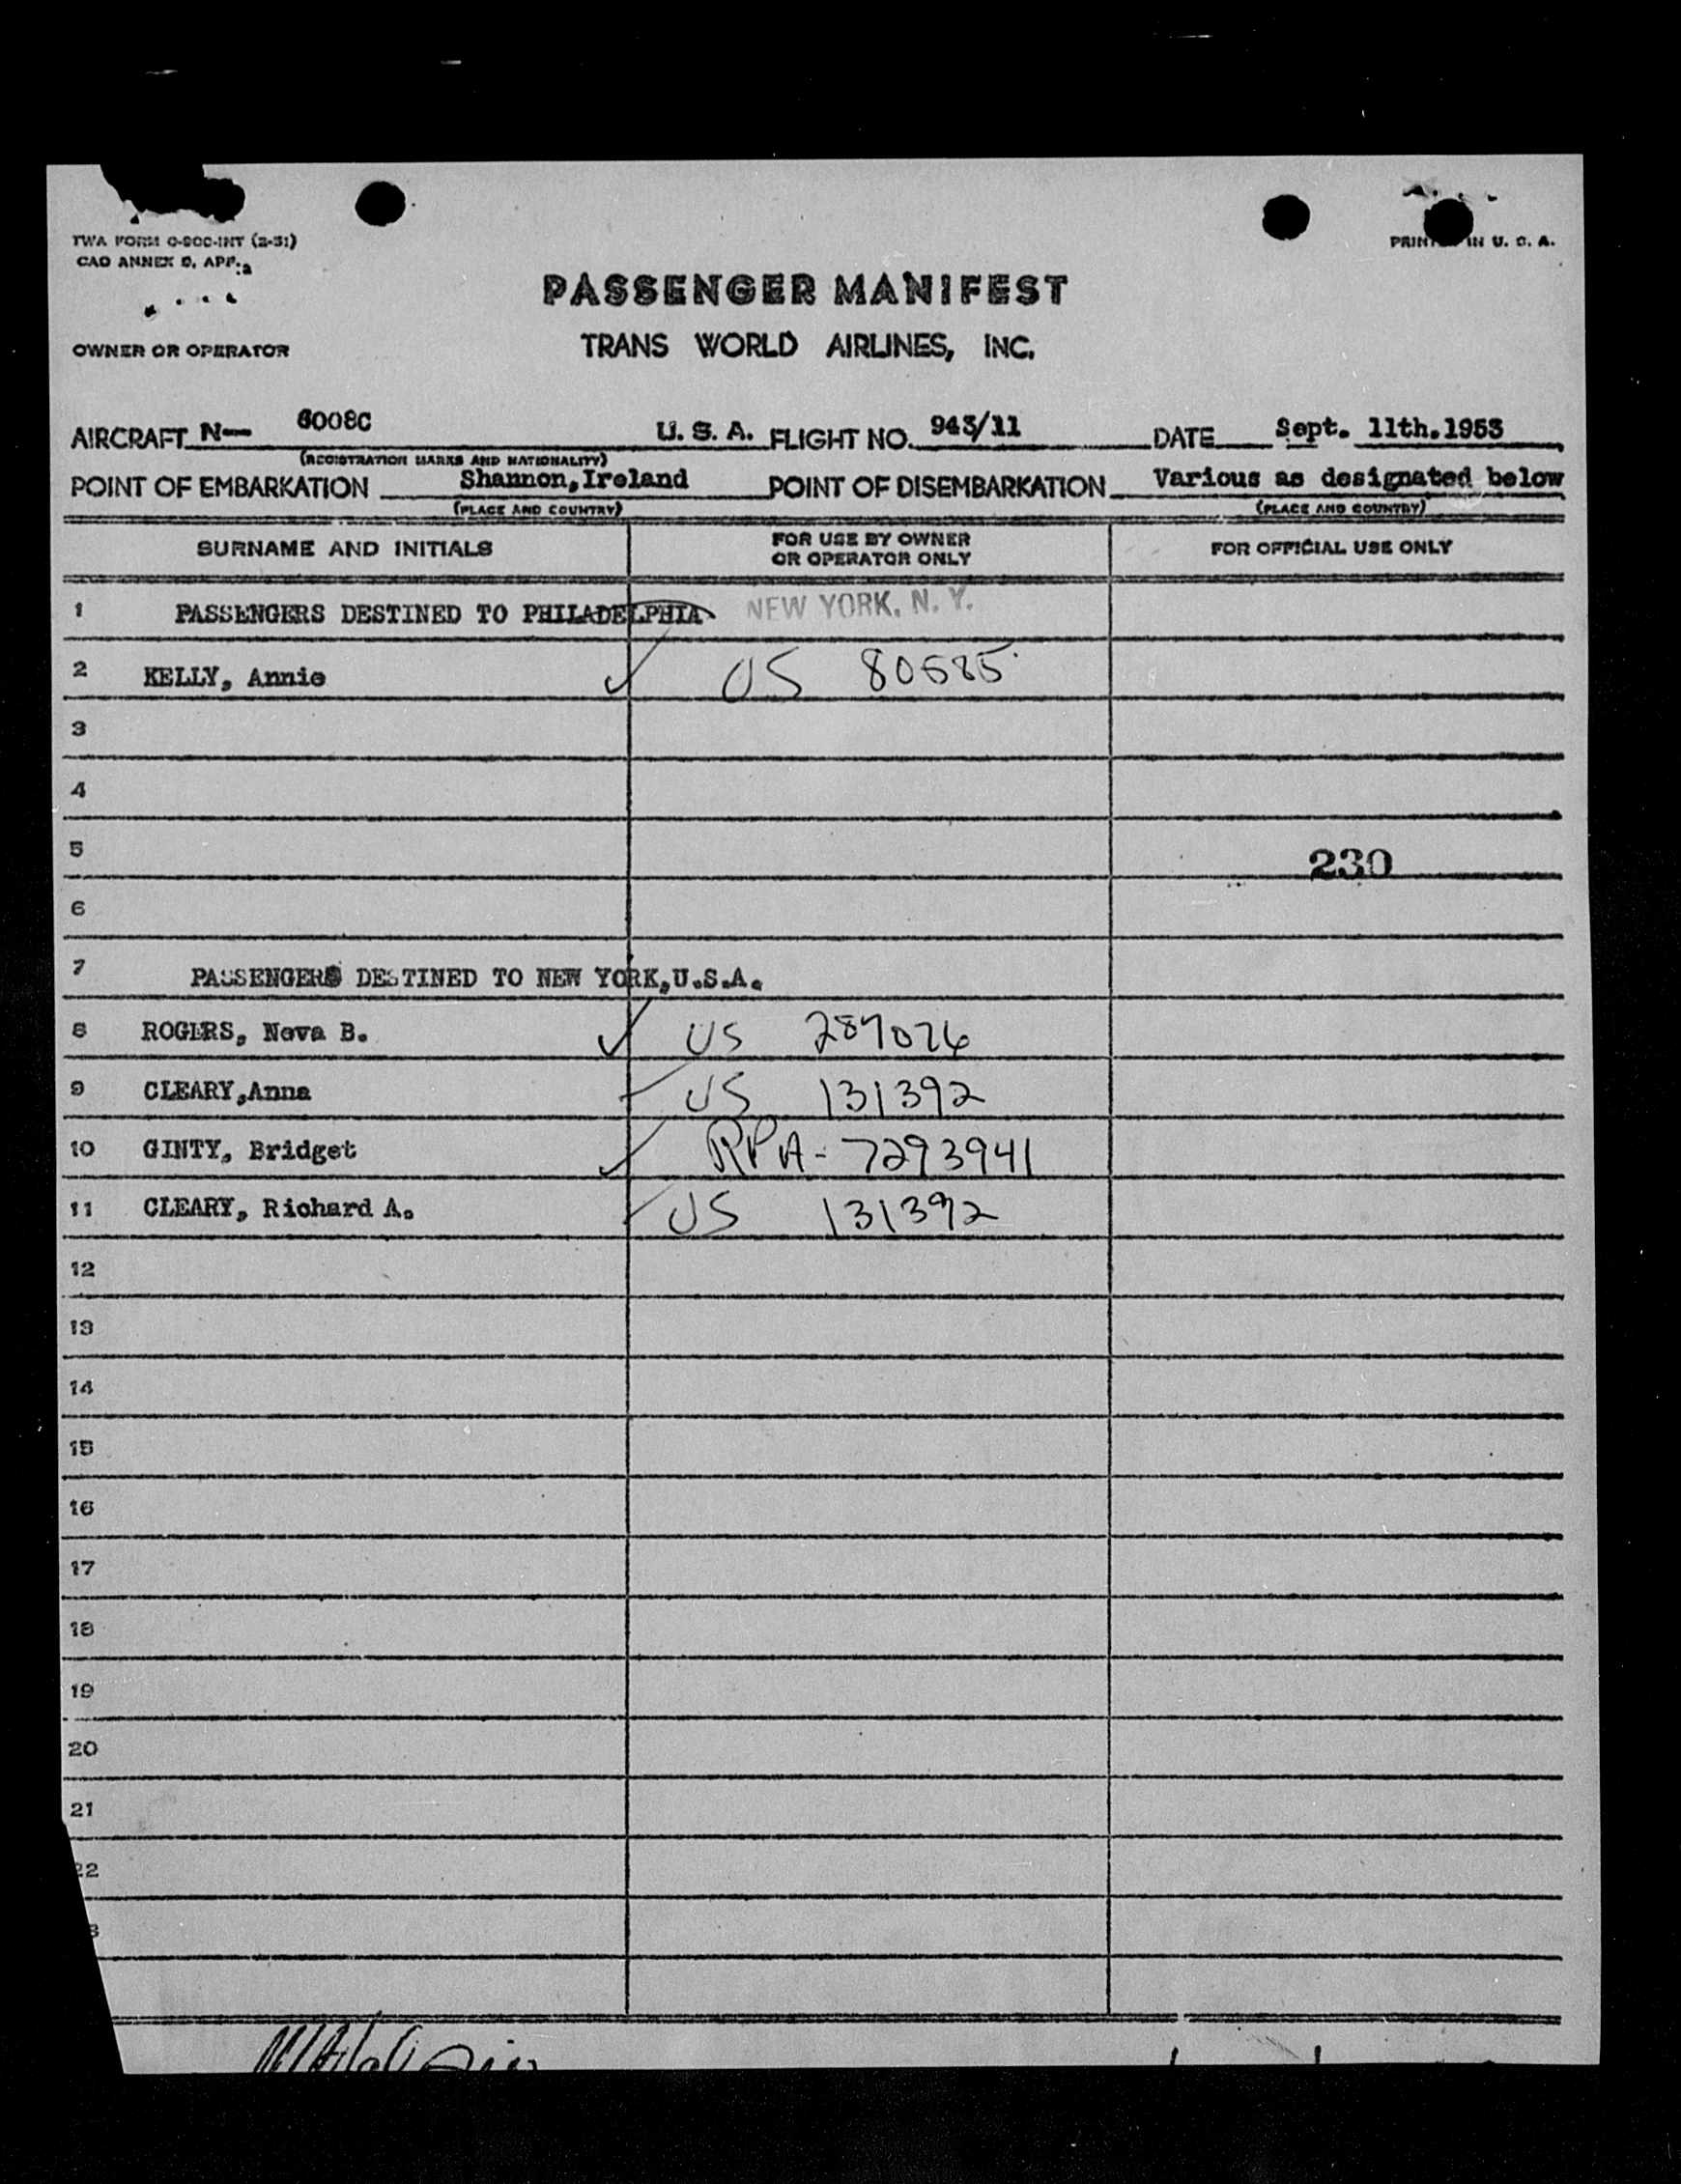 TWA FORM O-900-INT (2-51)
CAO ANNEX 9, APP. 2
PRINTED IN U. S. A.
PASSENGER MANIFEST
OWNER OR OPERATOR TRANS WORLD AIRLINES, INC.
AIRCRAFT N— 6008C U. S. A. FLIGHT NO. 943/11 DATE Sept. 11th.1953
(REGISTRATION MARKS AND NATIONALITY)
POINT OF EMBARKATION Shannon,Ireland POINT OF DISEMBARKATION Various as designated below
(PLACE AND COUNTRY) (PLACE AND COUNTRY)
SURNAME AND INITIALS FOR USE BY OWNER OR OPERATOR ONLY FOR OFFICIAL USE ONLY
1 PASSENGERS DESTINED TO PHILADELPHIA NEW YORK, N. Y.
2 KELLY, Annie US 80585
3
4
5 230
6
7 PASSENGERS DESTINED TO NEW YORK,U.S.A.
8 ROGERS, Neva B. US 287026
9 CLEARY,Anna US 131392
10 GINTY, Bridget RPA- 7293941
11 CLEARY, Richard A. US 131392
12
13
14
15
16
17
18
19
20
21
22